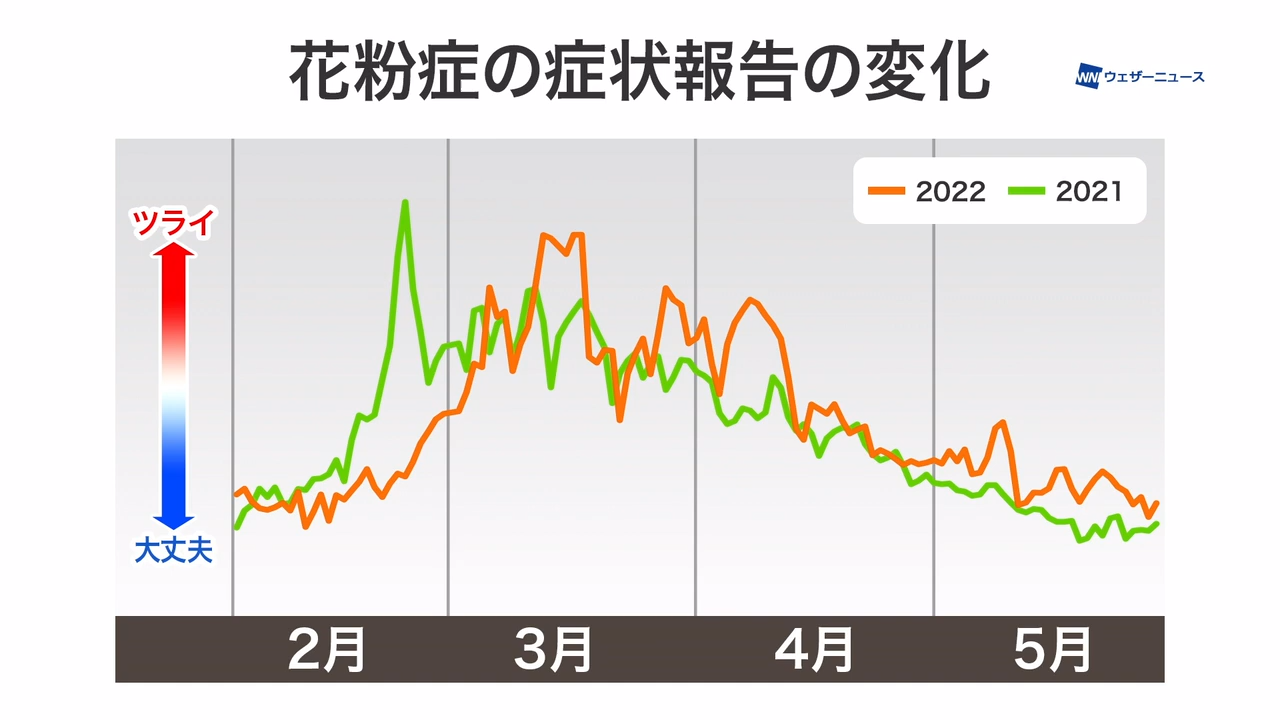 花粉症の症状報告の変化
WNI ウェザーニュース
2022 2021
ツライ
大丈夫
2月 3月 4月 5月